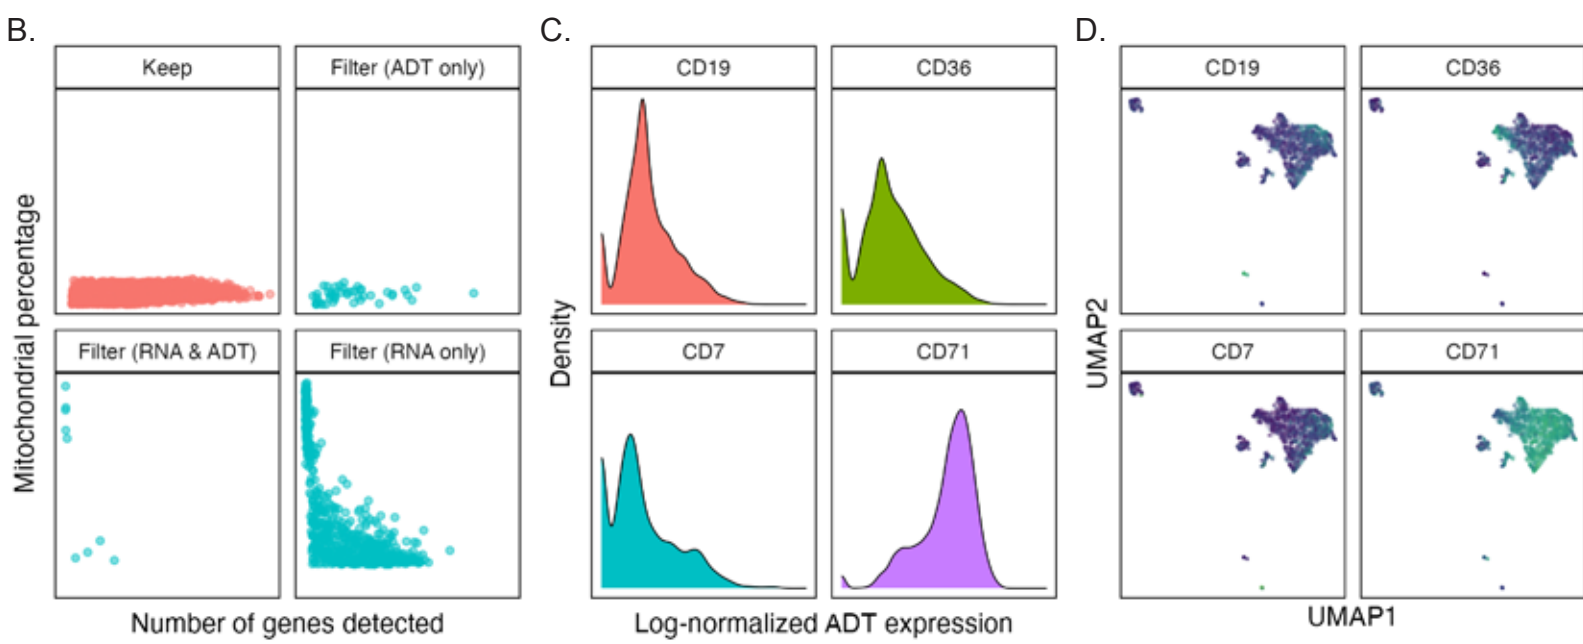 B.
Keep
Filter (ADT only)
Filter (RNA & ADT)
Filter (RNA only)
Mitochondrial percentage
Number of genes detected
C.
CD19
CD36
CD7
CD71
Density
Log-normalized ADT expression
D.
CD19
CD36
CD7
CD71
UMAP2
UMAP1